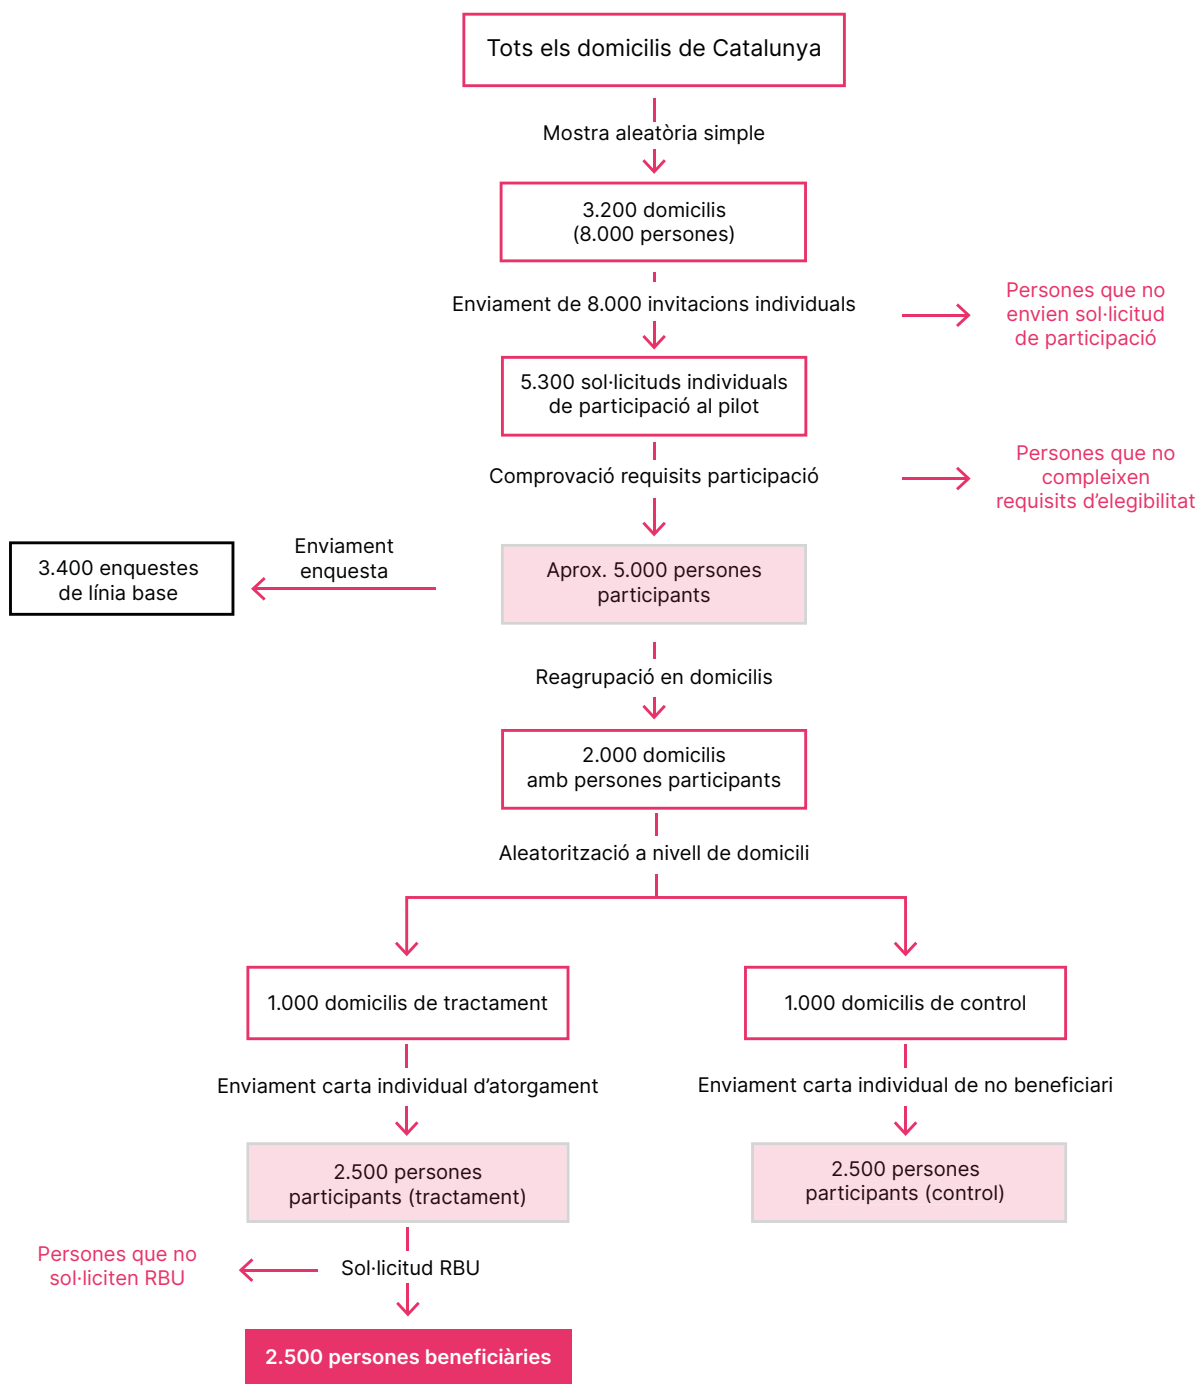 Tots els domicilis de Catalunya
Mostra aleatòria simple
3.200 domicilis
(8.000 persones)
Enviament de 8.000 invitacions individuals
Persones que no
envien sol·licitud
de participació
5.300 sol·licituds individuals
de participació al pilot
Comprovació requisits participació
Persones que no
compleixen
requisits d’elegibilitat
Enviament
enquesta
3.400 enquestes
de línia base
Aprox. 5.000 persones
participants
Reagrupació en domicilis
2.000 domicilis
amb persones participants
Aleatorització a nivell de domicili
1.000 domicilis de tractament
1.000 domicilis de control
Enviament carta individual d’atorgament
Enviament carta individual de no beneficiari
2.500 persones
participants (tractament)
2.500 persones
participants (control)
Persones que no
sol·liciten RBU
Sol·licitud RBU
2.500 persones beneficiàries